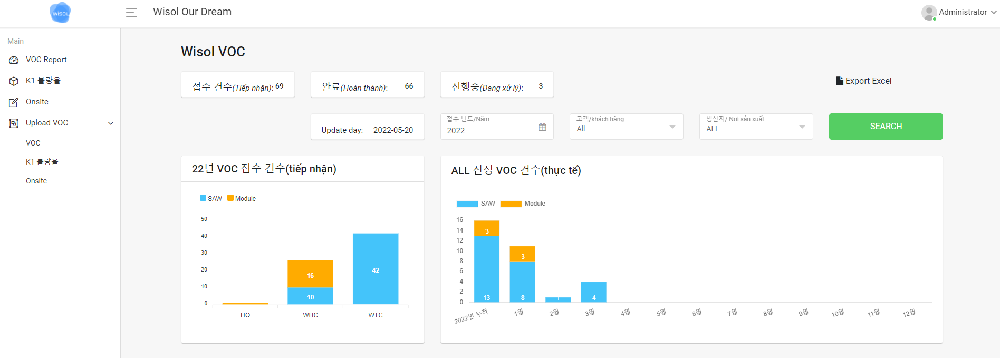 WISOL
Wisol Our Dream
Administrator
Main
VOC Report
K1 불량율
Onsite
Upload VOC
VOC
K1 불량율
Onsite
Wisol VOC
접수 건수(Tiếp nhận): 69
완료(Hoàn thành): 66
진행중(Đang xử lý): 3
Export Excel
Update day: 2022-05-20
접수 년도/Năm
2022
고객/khách hàng
All
생산지/ Nơi sản xuất
ALL
SEARCH
22년 VOC 접수 건수(tiếp nhận)
SAW Module
50
40
30
20
10
0
16
10
42
HQ WHC WTC
ALL 진성 VOC 건수(thực tế)
SAW Module
16
14
12
10
8
6
4
2
0
3
13
3
8
1
4
2022년 누적 1월 2월 3월 4월 5월 6월 7월 8월 9월 10월 11월 12월